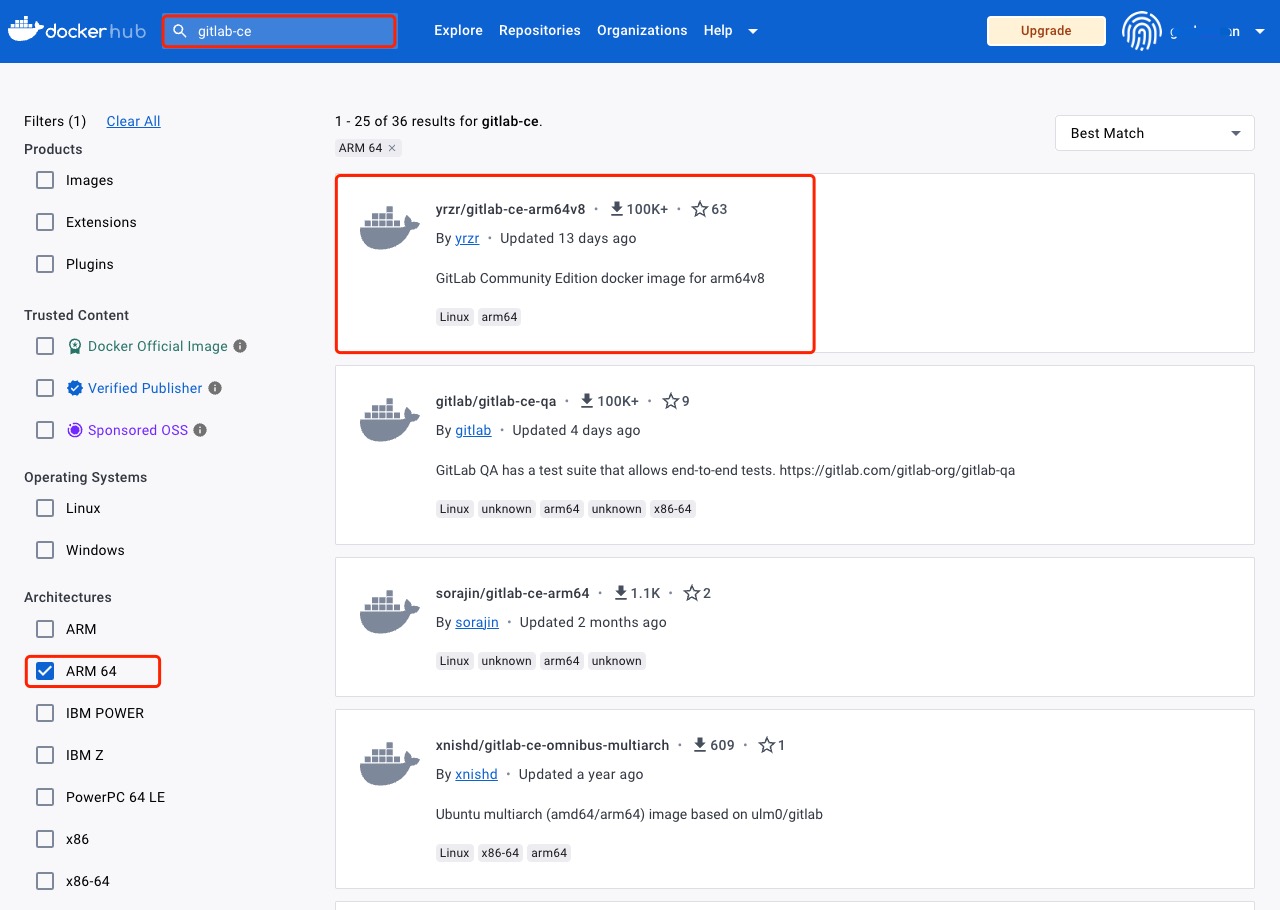 docker hub
gitlab-ce
Explore Repositories Organizations Help
Upgrade
Filters (1) Clear All
Products
Images
Extensions
Plugins
Trusted Content
Docker Official Image
Verified Publisher
Sponsored OSS
Operating Systems
Linux
Windows
Architectures
ARM
ARM 64
IBM POWER
IBM Z
PowerPC 64 LE
x86
x86-64
1 - 25 of 36 results for gitlab-ce.
ARM 64 ×
Best Match
yrzr/gitlab-ce-arm64v8 · 100K+ · 63
By yrzr · Updated 13 days ago
GitLab Community Edition docker image for arm64v8
Linux arm64
gitlab/gitlab-ce-qa · 100K+ · 9
By gitlab · Updated 4 days ago
GitLab QA has a test suite that allows end-to-end tests. https://gitlab.com/gitlab-org/gitlab-qa
Linux unknown arm64 unknown x86-64
sorajin/gitlab-ce-arm64 · 1.1K · 2
By sorajin · Updated 2 months ago
Linux unknown arm64 unknown
xnishd/gitlab-ce-omnibus-multiarch · 609 · 1
By xnishd · Updated a year ago
Ubuntu multiarch (amd64/arm64) image based on ulm0/gitlab
Linux x86-64 arm64